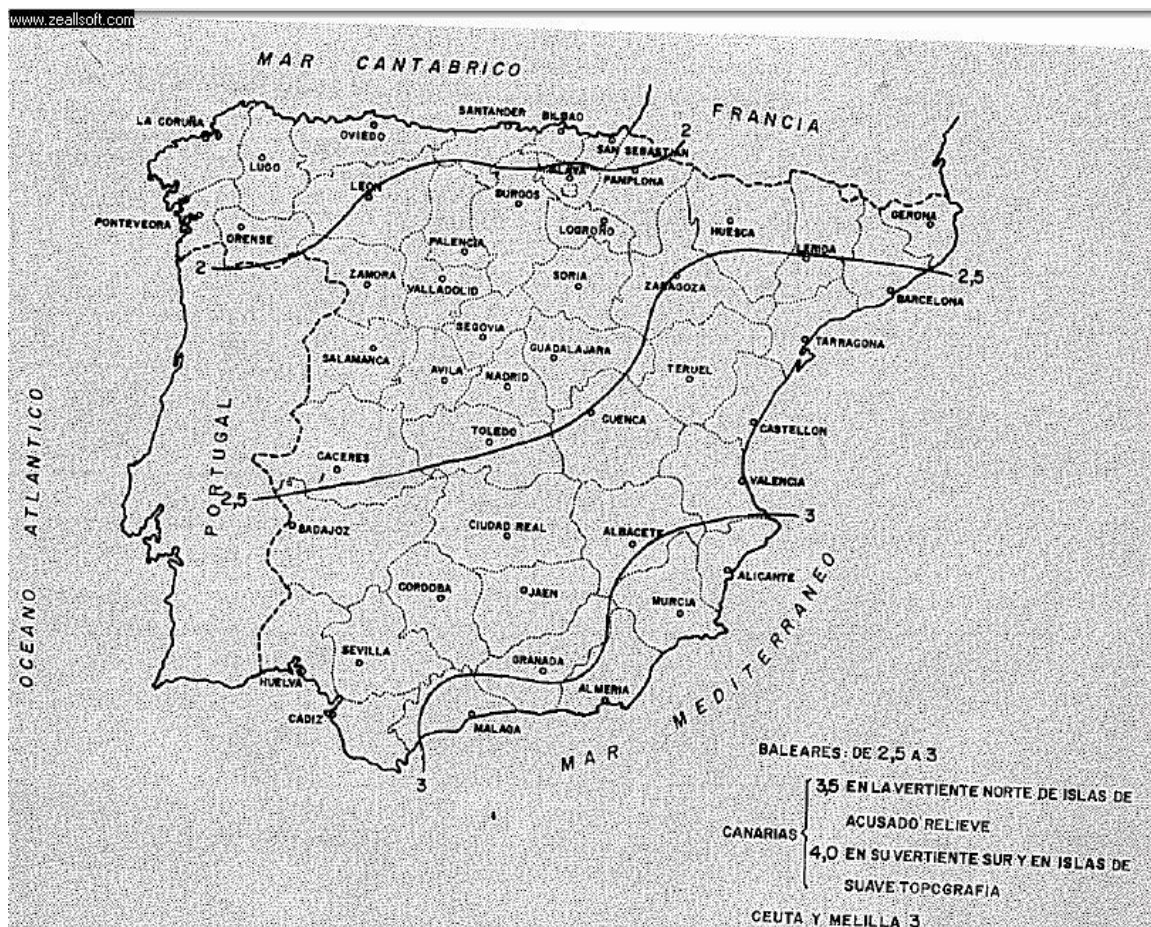 www.zeallsoft.com
MAR CANTABRICO
FRANCIA
SANTANDER
BILBAO
LA CORUÑA
OVIEDO
SAN SEBASTIAN
2
LUGO
LEON
ALAVA
PAMPLONA
BURGOS
PONTEVEDRA
ORENSE
LOGROÑO
HUESCA
GERONA
PALENCIA
LERIDA
2
ZAMORA
VALLADOLID
SORIA
ZARAGOZA
2,5
BARCELONA
SEGOVIA
TARRAGONA
SALAMANCA
GUADALAJARA
AVILA
MADRID
TERUEL
CUENCA
CASTELLON
TOLEDO
CACERES
VALENCIA
2,5
PORTUGAL
OCEANO ATLANTICO
BADAJOZ
CIUDAD REAL
ALBACETE
3
ALICANTE
CORDOBA
JAEN
MURCIA
SEVILLA
GRANADA
HUELVA
ALMERIA
CADIZ
MALAGA
MAR MEDITERRANEO
3
BALEARES: DE 2,5 A 3
CANARIAS
3,5 EN LA VERTIENTE NORTE DE ISLAS DE
ACUSADO RELIEVE
4,0 EN SU VERTIENTE SUR Y EN ISLAS DE
SUAVE TOPOGRAFIA
CEUTA Y MELILLA 3